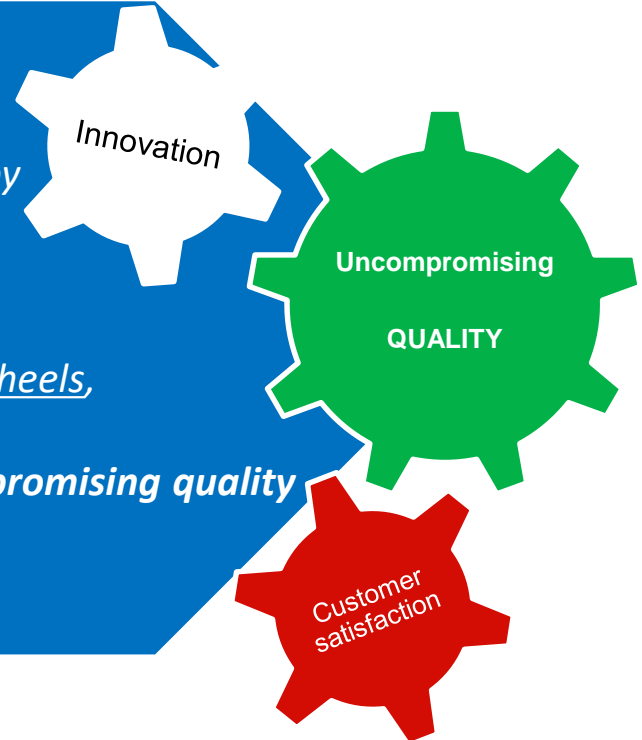 Innovation
Uncompromising
QUALITY
heels,
promising quality
Customer
satisfaction